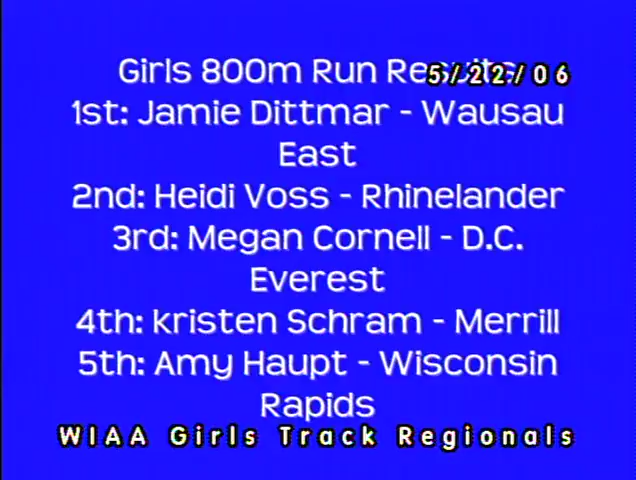 Girls 800m Run Results
5/22/06
1st: Jamie Dittmar - Wausau
East
2nd: Heidi Voss - Rhinelander
3rd: Megan Cornell - D.C.
Everest
4th: kristen Schram - Merrill
5th: Amy Haupt - Wisconsin
Rapids
WIAA Girls Track Regionals